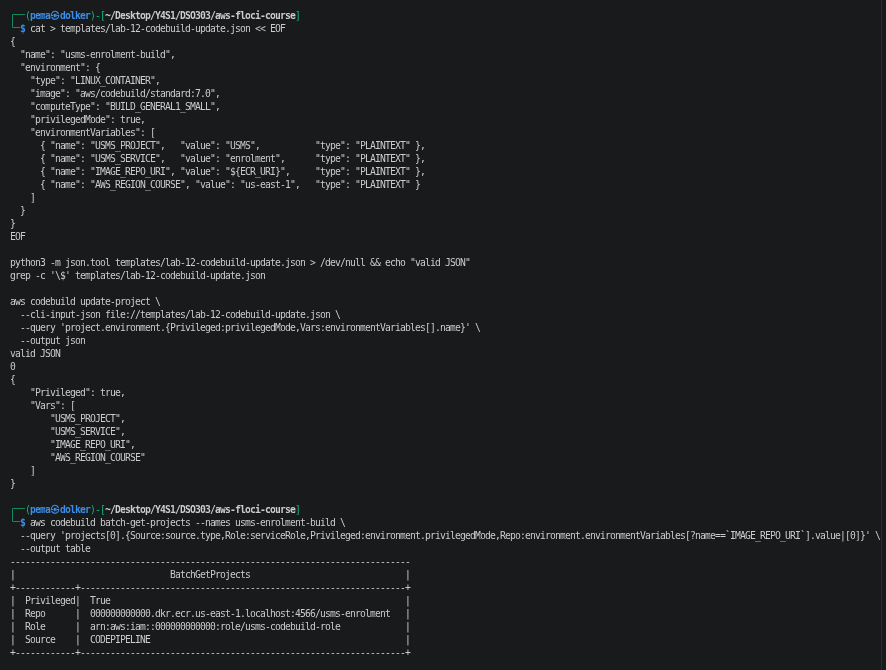 ┌──(pema㉿dolker)-[~/Desktop/Y4S1/DSO303/aws-floci-course]
└─$ cat > templates/lab-12-codebuild-update.json << EOF
{
  "name": "usms-enrolment-build",
  "environment": {
    "type": "LINUX_CONTAINER",
    "image": "aws/codebuild/standard:7.0",
    "computeType": "BUILD_GENERAL1_SMALL",
    "privilegedMode": true,
    "environmentVariables": [
      { "name": "USMS_PROJECT",   "value": "USMS",           "type": "PLAINTEXT" },
      { "name": "USMS_SERVICE",   "value": "enrolment",      "type": "PLAINTEXT" },
      { "name": "IMAGE_REPO_URI", "value": "${ECR_URI}",     "type": "PLAINTEXT" },
      { "name": "AWS_REGION_COURSE", "value": "us-east-1",   "type": "PLAINTEXT" }
    ]
  }
}
EOF

python3 -m json.tool templates/lab-12-codebuild-update.json > /dev/null && echo "valid JSON"
grep -c '\$' templates/lab-12-codebuild-update.json

aws codebuild update-project \
  --cli-input-json file://templates/lab-12-codebuild-update.json \
  --query 'project.environment.{Privileged:privilegedMode,Vars:environmentVariables[].name}' \
  --output json
valid JSON
0
{
    "Privileged": true,
    "Vars": [
        "USMS_PROJECT",
        "USMS_SERVICE",
        "IMAGE_REPO_URI",
        "AWS_REGION_COURSE"
    ]
}

┌──(pema㉿dolker)-[~/Desktop/Y4S1/DSO303/aws-floci-course]
└─$ aws codebuild batch-get-projects --names usms-enrolment-build \
  --query 'projects[0].{Source:source.type,Role:serviceRole,Privileged:environment.privilegedMode,Repo:environment.environmentVariables[?name==`IMAGE_REPO_URI`].value|[0]}' \
  --output table
--------------------------------------------------------------------------------
|                               BatchGetProjects                               |
+------------+-----------------------------------------------------------------+
|  Privileged|  True                                                           |
|  Repo      |  000000000000.dkr.ecr.us-east-1.localhost:4566/usms-enrolment   |
|  Role      |  arn:aws:iam::000000000000:role/usms-codebuild-role             |
|  Source    |  CODEPIPELINE                                                   |
+------------+-----------------------------------------------------------------+